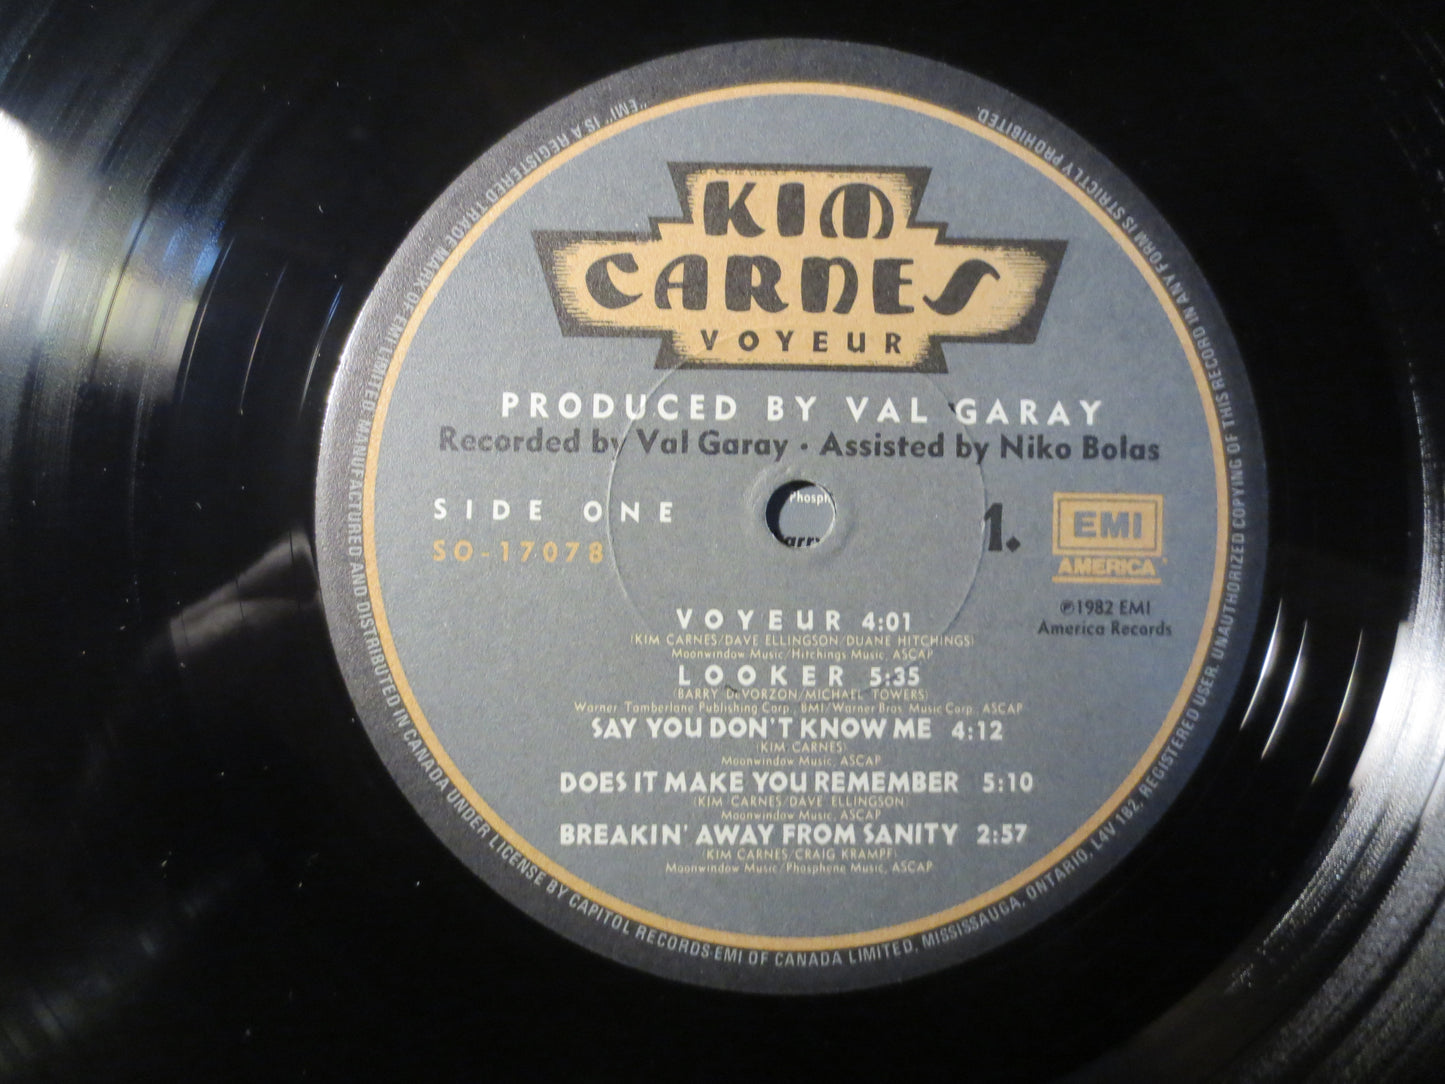 KIM
CARNES
VOYEUR
PRODUCED BY VAL GARAY
Recorded by Val Garay · Assisted by Niko Bolas
SIDE ONE
SO-17078
1.
EMI
AMERICA
℗1982 EMI
America Records
Phosph
arry
VOYEUR 4:01
(KIM CARNES/DAVE ELLINGSON/DUANE HITCHINGS)
Moonwindow Music/Hitchings Music, ASCAP
LOOKER 5:35
(BARRY DeVORZON/MICHAEL TOWERS)
Warner Tamberlane Publishing Corp., BMI/Warner Bros. Music Corp. ASCAP
SAY YOU DON'T KNOW ME 4:12
(KIM CARNES)
Moonwindow Music, ASCAP
DOES IT MAKE YOU REMEMBER 5:10
(KIM CARNES/DAVE ELLINGSON)
Moonwindow Music, ASCAP
BREAKIN' AWAY FROM SANITY 2:57
(KIM CARNES/CRAIG KRAMPF)
Moonwindow Music/Phosphene Music, ASCAP
"EMI" IS A REGISTERED TRADE MARK OF EMI LIMITED. MANUFACTURED AND DISTRIBUTED IN CANADA UNDER LICENSE BY CAPITOL RECORDS-EMI OF CANADA LIMITED, MISSISSAUGA, ONTARIO, L4V 1B2, REGISTERED USER. UNAUTHORIZED COPYING OF THIS RECORD IN ANY FORM IS STRICTLY PROHIBITED.